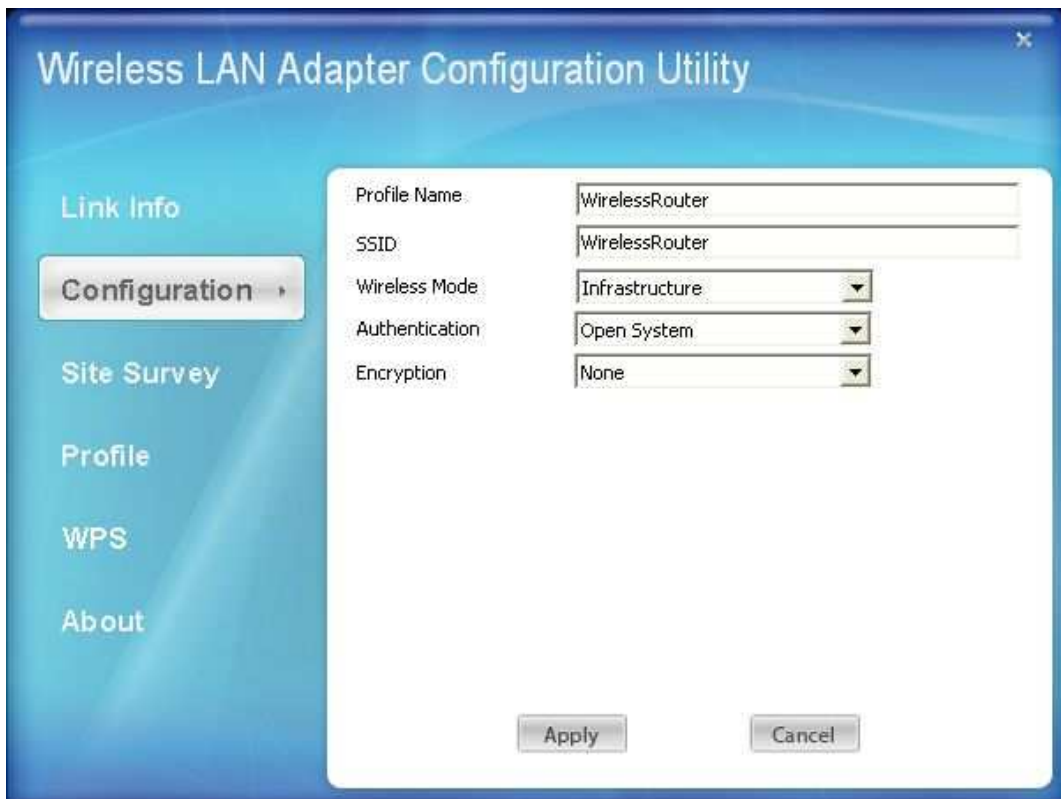 Wireless LAN Adapter Configuration Utility
Link Info
Configuration
Site Survey
Profile
WPS
About
Profile Name WirelessRouter
SSID WirelessRouter
Wireless Mode Infrastructure
Authentication Open System
Encryption None
Apply Cancel